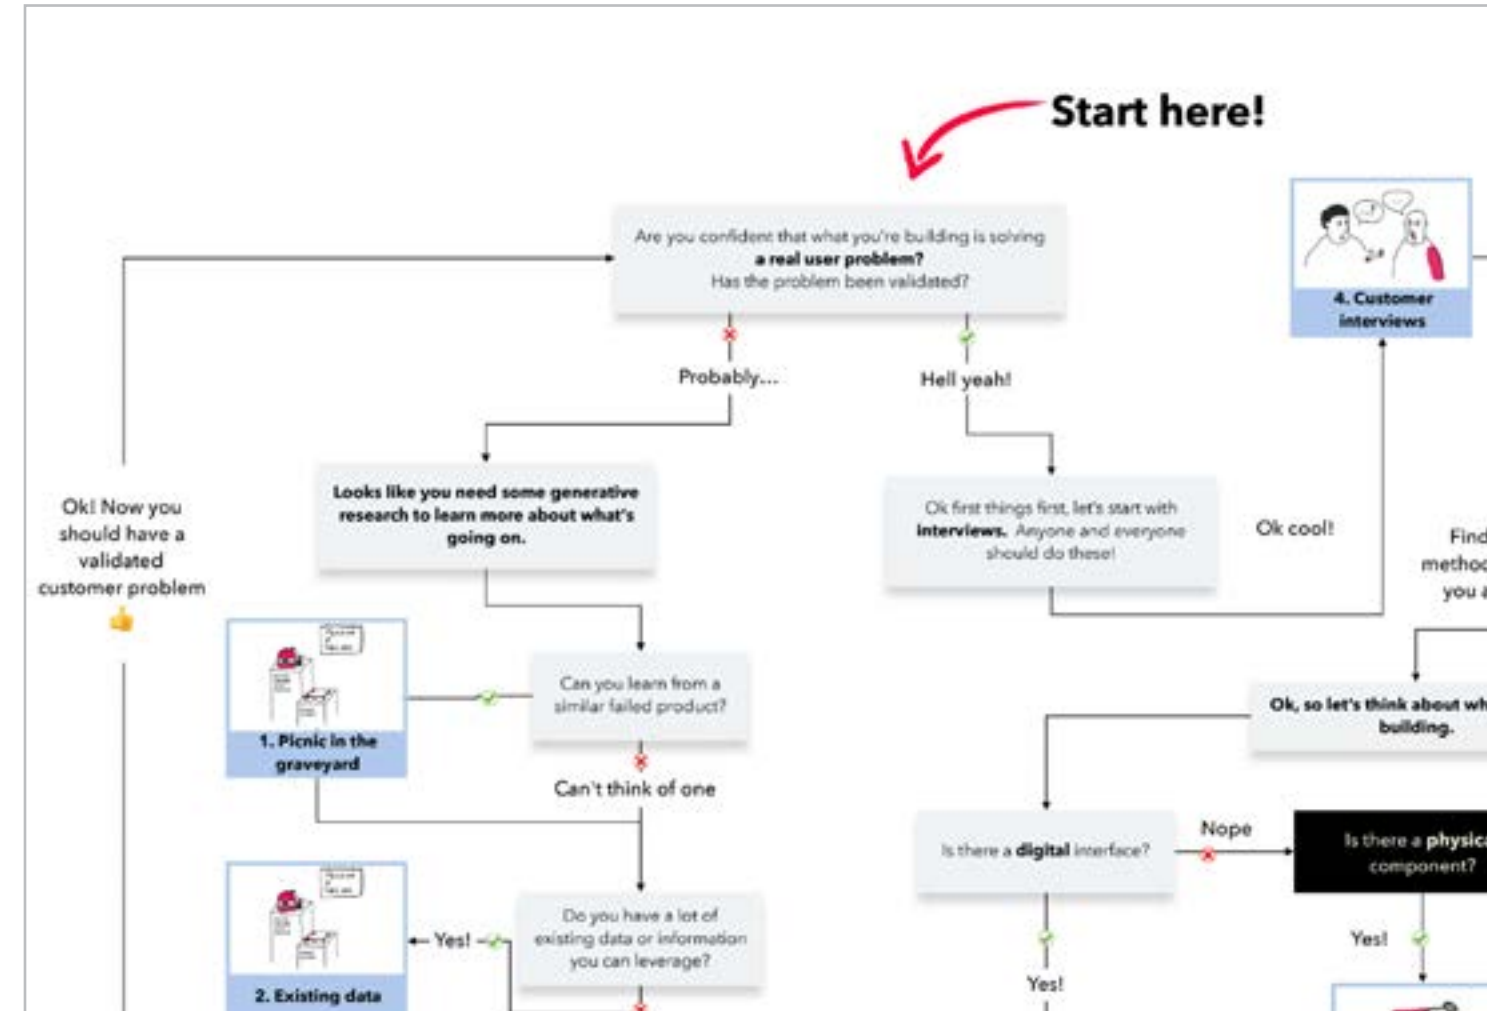 Start here!
Are you confident that what you're building is solving
a real user problem?
Has the problem been validated?
4. Customer
interviews
Probably...
Hell yeah!
Looks like you need some generative
research to learn more about what's
going on.
Ok first things first, let's start with
interviews. Anyone and everyone
should do these!
Ok cool!
Ok! Now you
should have a
validated
customer problem
👍
Find
you
Can you learn from a
similar failed product?
1. Picnic in the
graveyard
Can't think of one
Ok, so let's think about
building.
Is there a digital interface?
Nope
Is there a
component?
Do you have a lot of
existing data or information
you can leverage?
Yes!
2. Existing data
Yes!
Yes!